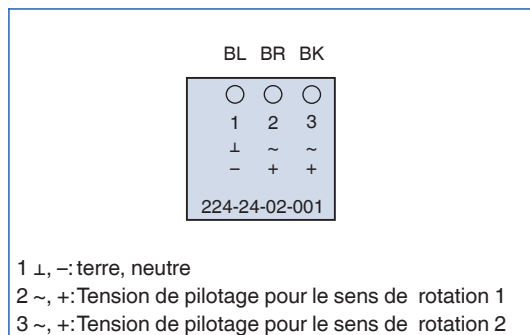 BL BR BK
1 2 3
⊥ ~ ~
– + +
224-24-02-001
1 ⊥, –: terre, neutre
2 ~, +: Tension de pilotage pour le sens de rotation 1
3 ~, +: Tension de pilotage pour le sens de rotation 2